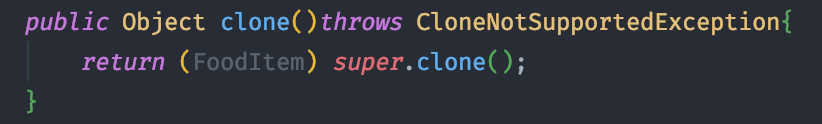 public Object clone()throws CloneNotSupportedException{
return (FoodItem) super.clone();
}